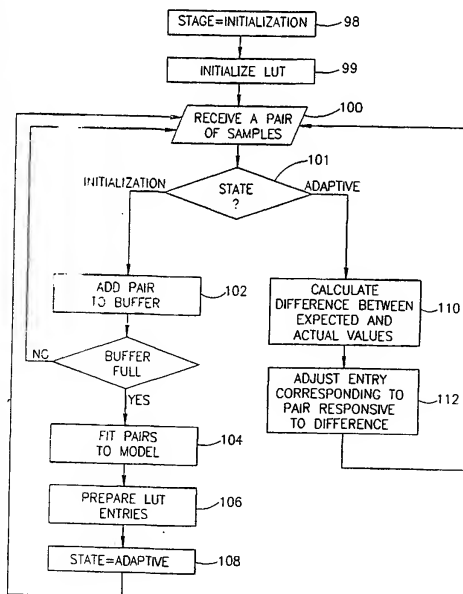 STAGE=INITIALIZATION
98
INITIALIZE LUT
99
RECEIVE A PAIR
OF SAMPLES
100
101
STATE
?
INITIALIZATION
ADAPTIVE
ADD PAIR
TO BUFFER
102
CALCULATE
DIFFERENCE BETWEEN
EXPECTED AND
ACTUAL VALUES
110
NO
BUFFER
FULL
YES
ADJUST ENTRY
CORRESPONDING TO
PAIR RESPONSIVE
TO DIFFERENCE
112
FIT PAIRS
TO MODEL
104
PREPARE LUT
ENTRIES
106
STATE=ADAPTIVE
108